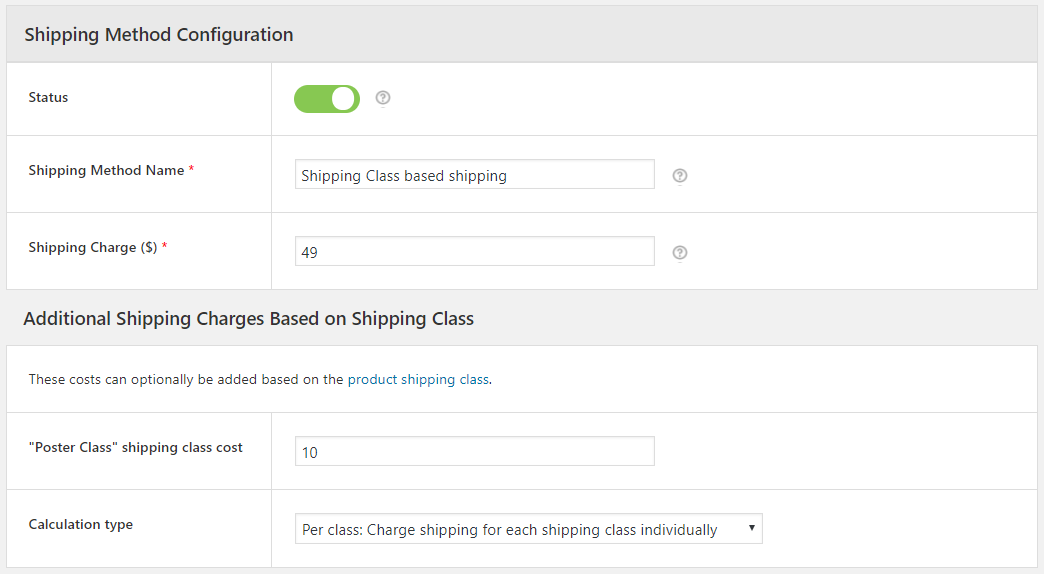 Shipping Method Configuration
Status
?
Shipping Method Name *
Shipping Class based shipping
?
Shipping Charge ($) *
49
?
Additional Shipping Charges Based on Shipping Class
These costs can optionally be added based on the product shipping class.
"Poster Class" shipping class cost
10
Calculation type
Per class: Charge shipping for each shipping class individually